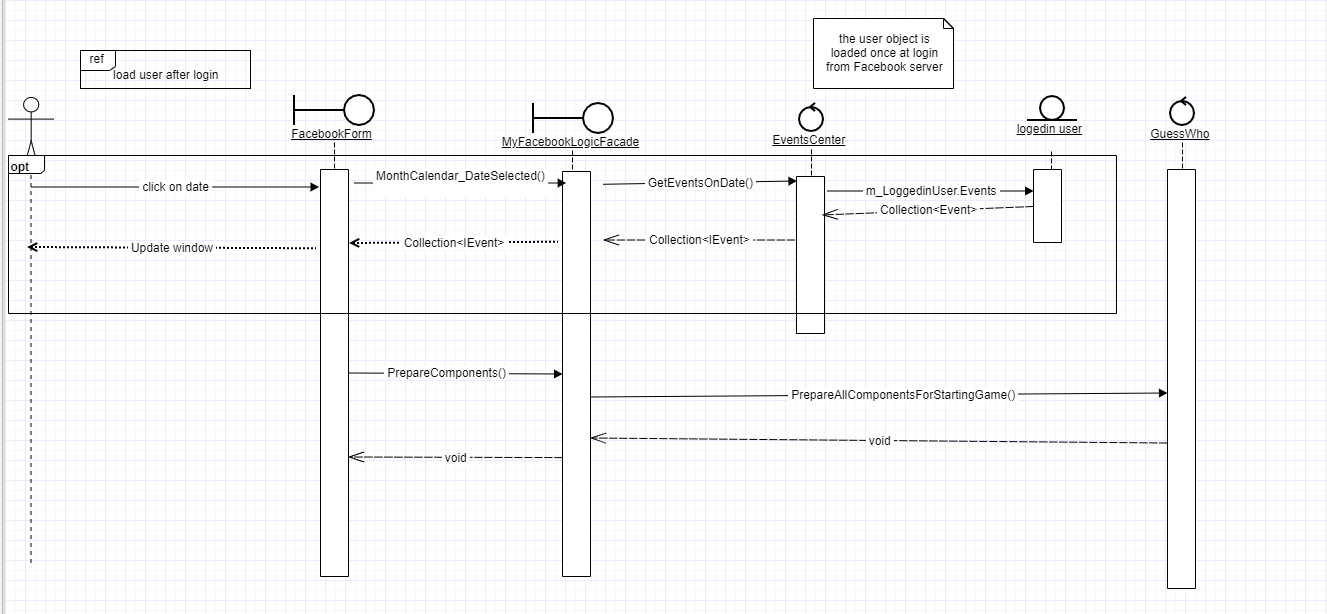 the user object is
loaded once at login
from Facebook server
ref
load user after login
FacebookForm
MyFacebookLogicFacade
EventsCenter
logedin user
GuessWho
opt
click on date
MonthCalendar_DateSelected()
GetEventsOnDate()
m_LoggedinUser.Events
Collection<Event>
Update window
Collection<IEvent>
Collection<IEvent>
PrepareComponents()
PrepareAllComponentsForStartingGame()
void
void